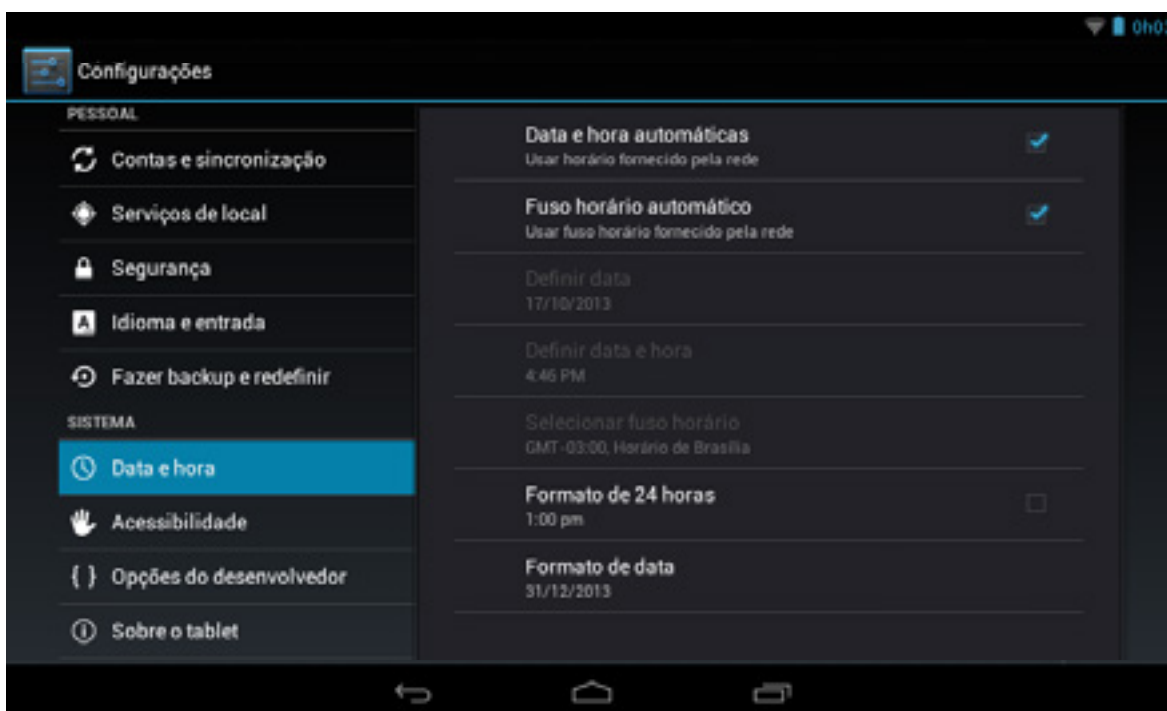 Configurações
PESSOAL
Contas e sincronização
Serviços de local
Segurança
Idioma e entrada
Fazer backup e redefinir
SISTEMA
Data e hora
Acessibilidade
Opções do desenvolvedor
Sobre o tablet
Data e hora automáticas
Usar horário fornecido pela rede
Fuso horário automático
Usar fuso horário fornecido pela rede
Definir data
17/10/2013
Definir data e hora
4:46 PM
Selecionar fuso horário
GMT-03:00, Horário de Brasília
Formato de 24 horas
1:00 pm
Formato de data
31/12/2013